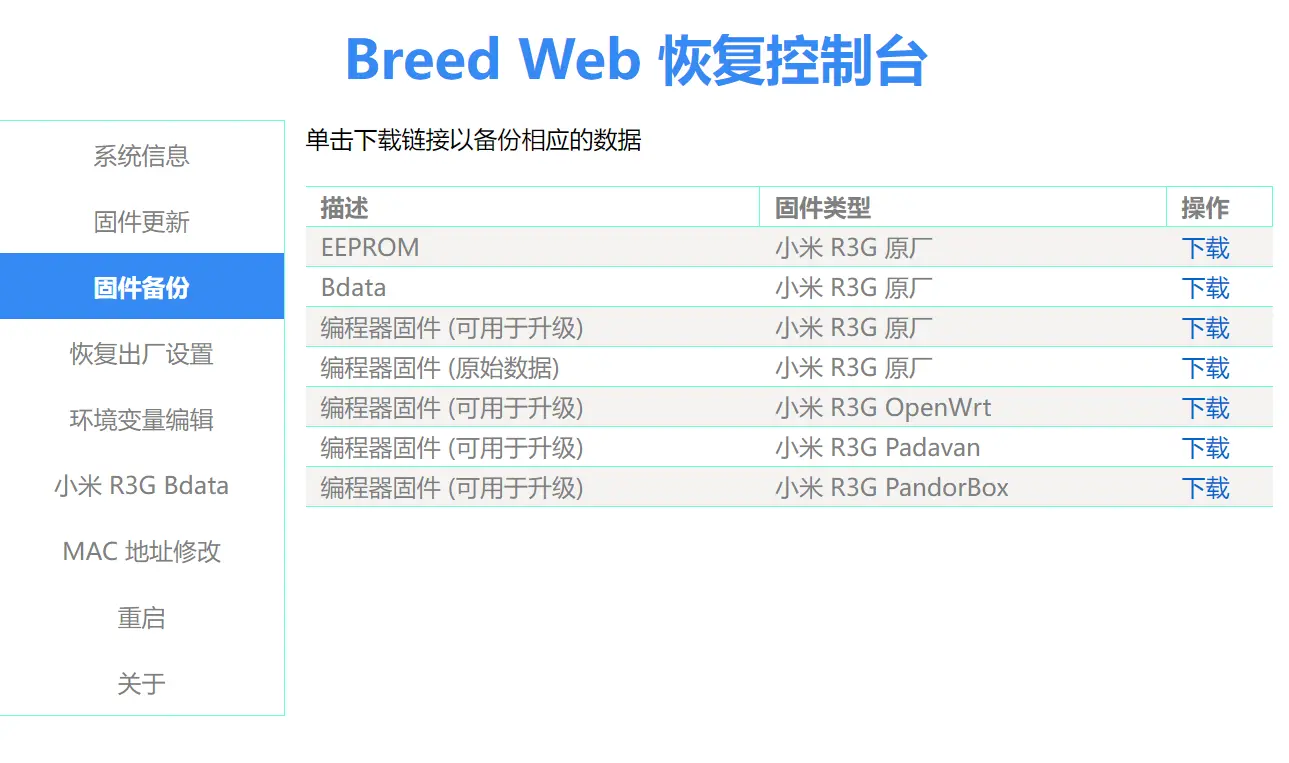 Breed Web 恢复控制台
系统信息
固件更新
固件备份
恢复出厂设置
环境变量编辑
小米 R3G Bdata
MAC 地址修改
重启
关于
单击下载链接以备份相应的数据
描述 固件类型 操作
EEPROM 小米 R3G 原厂 下载
Bdata 小米 R3G 原厂 下载
编程器固件 (可用于升级) 小米 R3G 原厂 下载
编程器固件 (原始数据) 小米 R3G 原厂 下载
编程器固件 (可用于升级) 小米 R3G OpenWrt 下载
编程器固件 (可用于升级) 小米 R3G Padavan 下载
编程器固件 (可用于升级) 小米 R3G PandorBox 下载